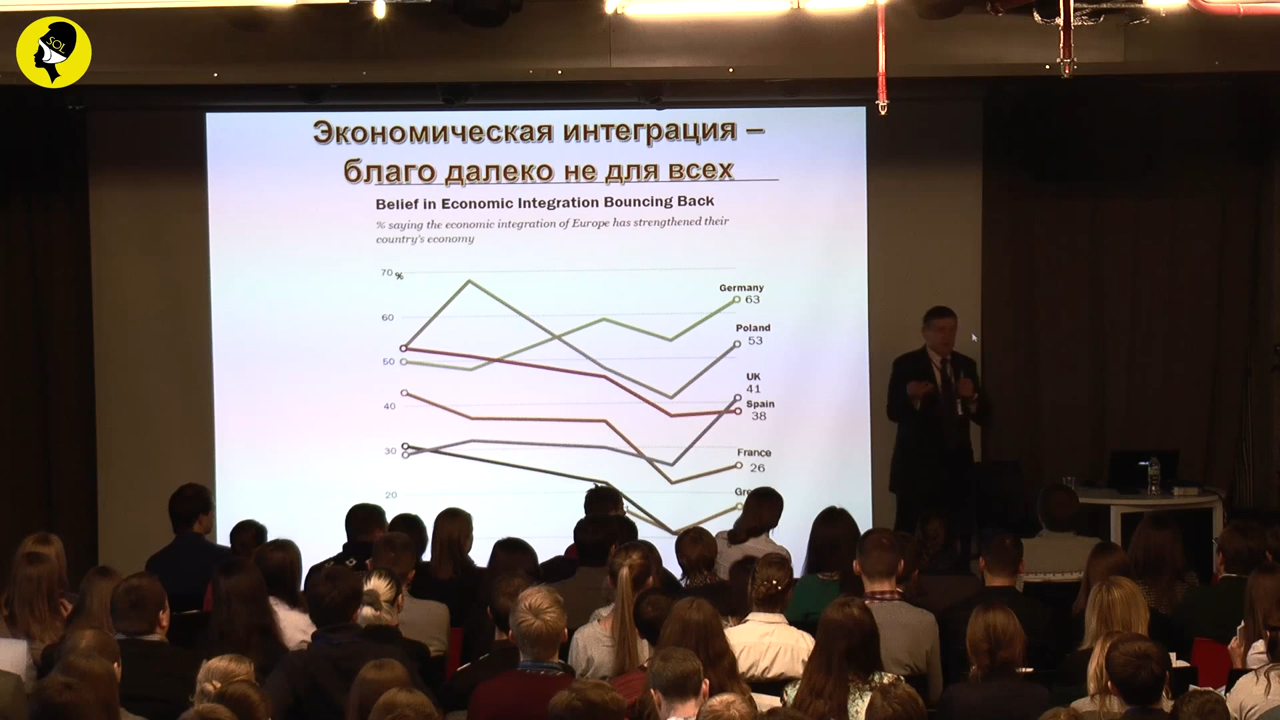 SOL
Экономическая интеграция –
благо далеко не для всех
Belief in Economic Integration Bouncing Back
% saying the economic integration of Europe has strengthened their
country's economy
70 %
Germany
63
60
Poland
53
50
UK
41
40
Spain
38
30
France
26
20